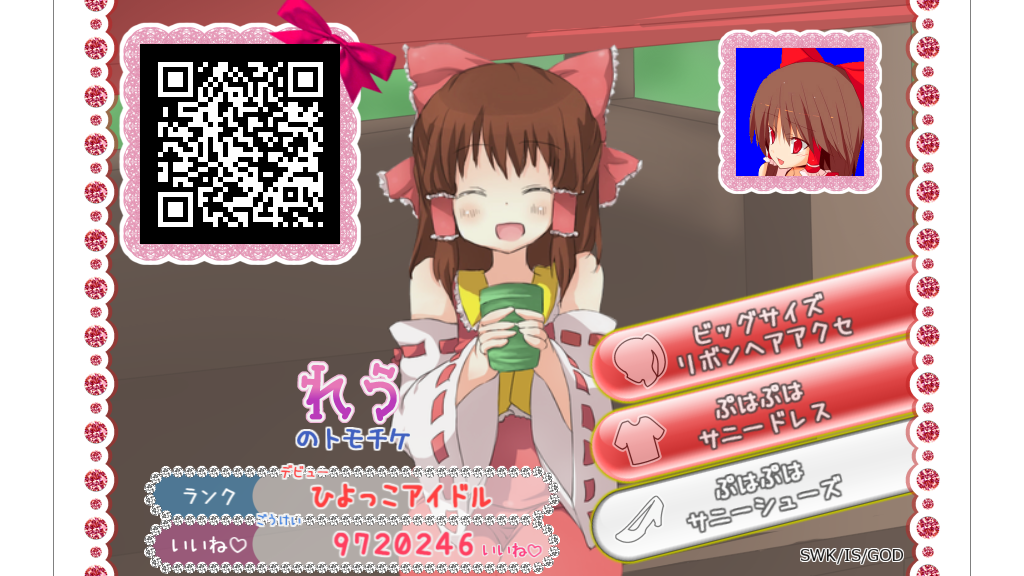 ビッグサイズ
リボンヘアアクセ
ぷはぷは
サニードレス
ぷはぷは
サニーシューズ
れう
のトモチケ
デビュー
ランク ひよっこアイドル
ごうけい
いいね♡ 9720246 いいね♡
SWK/IS/GOD